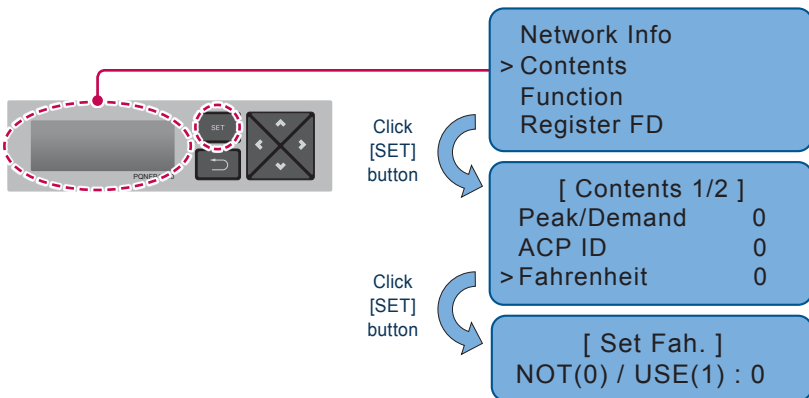 Network Info
> Contents
Function
Register FD
SET
Click
[SET]
button
[ Contents 1/2 ]
Peak/Demand 0
ACP ID 0
>Fahrenheit 0
Click
[SET]
button
[ Set Fah. ]
NOT(0) / USE(1) : 0